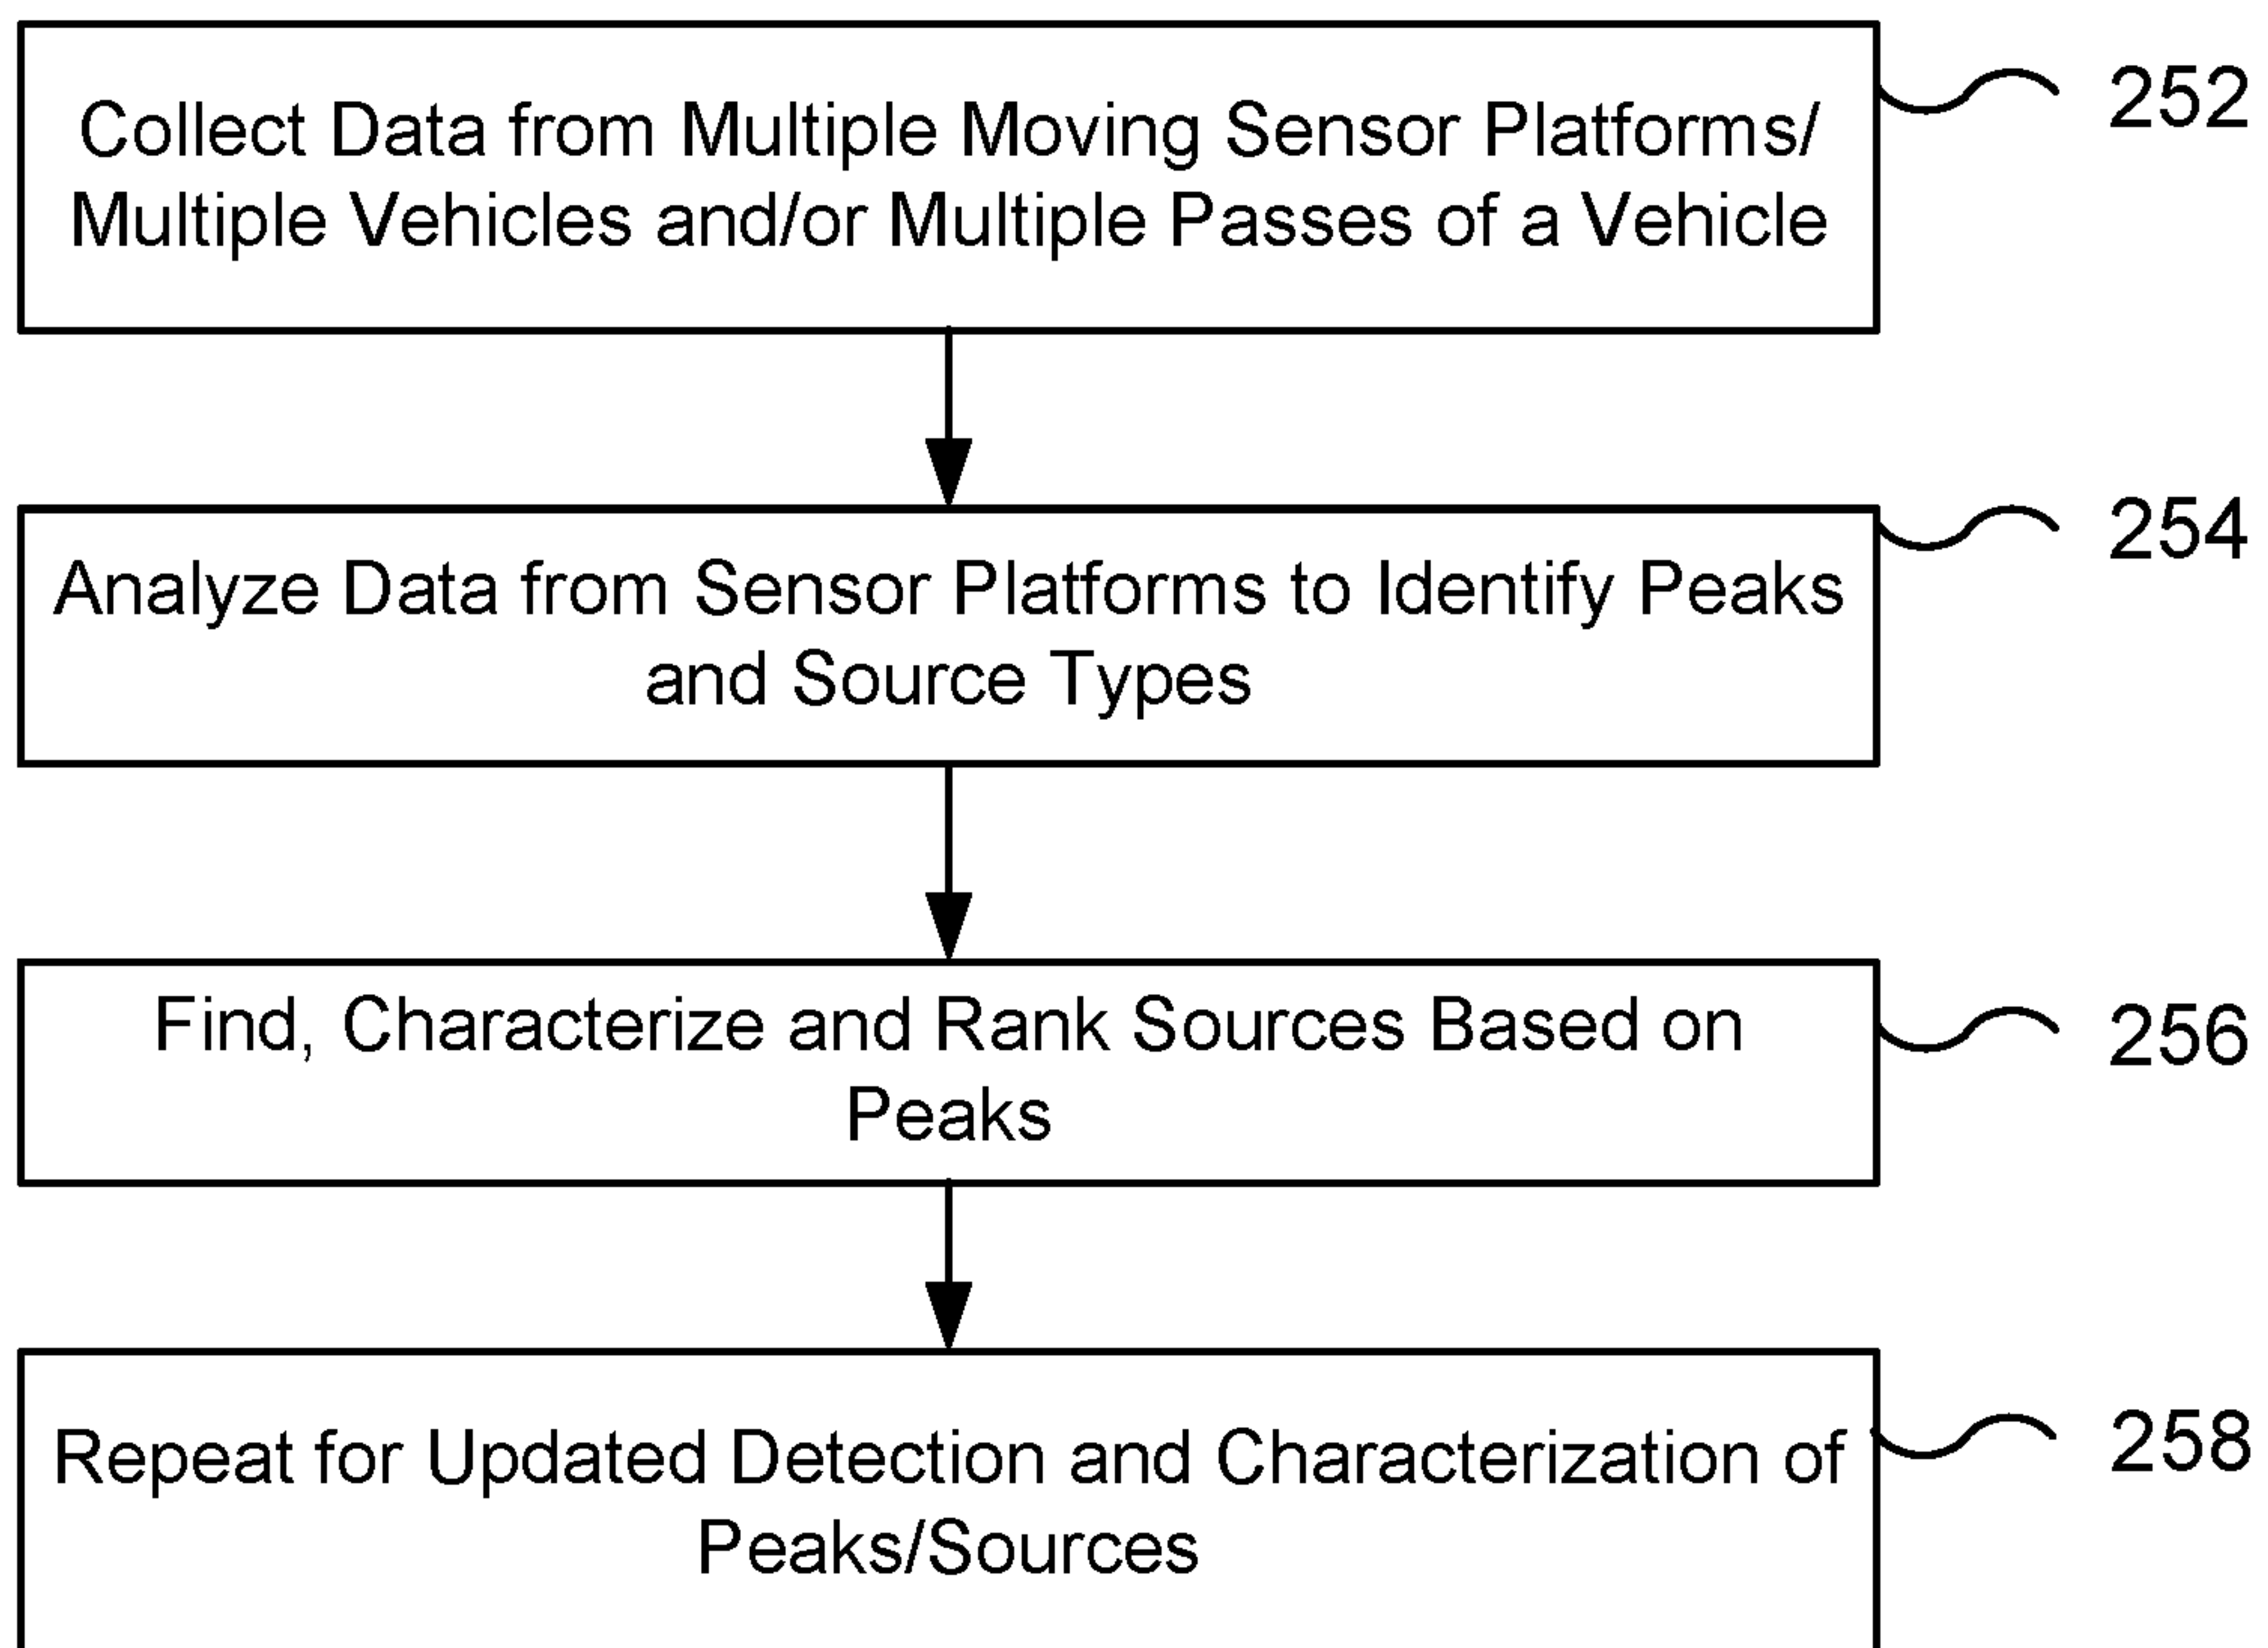 Collect Data from Multiple Moving Sensor Platforms/
Multiple Vehicles and/or Multiple Passes of a Vehicle
252
Analyze Data from Sensor Platforms to Identify Peaks
and Source Types
254
Find, Characterize and Rank Sources Based on
Peaks
256
Repeat for Updated Detection and Characterization of
Peaks/Sources
258